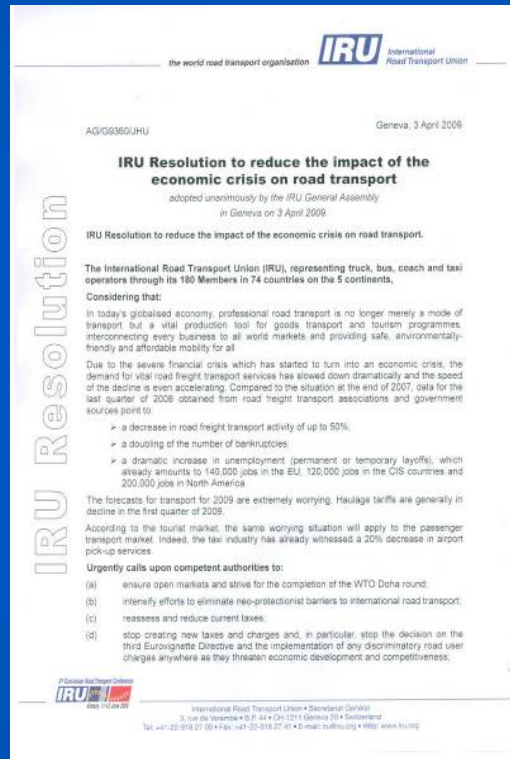 the world road transport organisation
IRU
International
Road Transport Union
AG/G9360/JHU
Geneva, 3 April 2009
IRU Resolution to reduce the impact of the
economic crisis on road transport
adopted unanimously by the IRU General Assembly
in Geneva on 3 April 2009
IRU Resolution to reduce the impact of the economic crisis on road transport.
The International Road Transport Union (IRU), representing truck, bus, coach and taxi
operators through its 180 Members in 74 countries on the 5 continents,
Considering that:
In today's globalised economy, professional road transport is no longer merely a mode of
transport but a vital production tool for goods transport and tourism programmes,
interconnecting every business to all world markets and providing safe, environmentally-
friendly and affordable mobility for all
Due to the severe financial crisis which has started to turn into an economic crisis, the
demand for vital road freight transport services has slowed down dramatically and the speed
of the decline is even accelerating. Compared to the situation at the end of 2007, data for the
last quarter of 2008 obtained from road freight transport associations and government
sources point to:
➢ a decrease in road freight transport activity of up to 50%;
➢ a doubling of the number of bankruptcies;
➢ a dramatic increase in unemployment (permanent or temporary layoffs), which
already amounts to 140,000 jobs in the EU, 120,000 jobs in the CIS countries and
200,000 jobs in North America
The forecasts for transport for 2009 are extremely worrying. Haulage tariffs are generally in
decline in the first quarter of 2009.
According to the tourist market, the same worrying situation will apply to the passenger
transport market. Indeed, the taxi industry has already witnessed a 20% decrease in airport
pick-up services.
Urgently calls upon competent authorities to:
(a) ensure open markets and strive for the completion of the WTO Doha round;
(b) intensify efforts to eliminate neo-protectionist barriers to international road transport;
(c) reassess and reduce current taxes;
(d) stop creating new taxes and charges and, in particular, stop the decision on the
third Eurovignette Directive and the implementation of any discriminatory road user
charges anywhere as they threaten economic development and competitiveness;
IRU Resolution
IRU
International Road Transport Union • Secretariat General
3, rue de Varembé • B.P. 44 • CH-1211 Geneva 20 • Switzerland